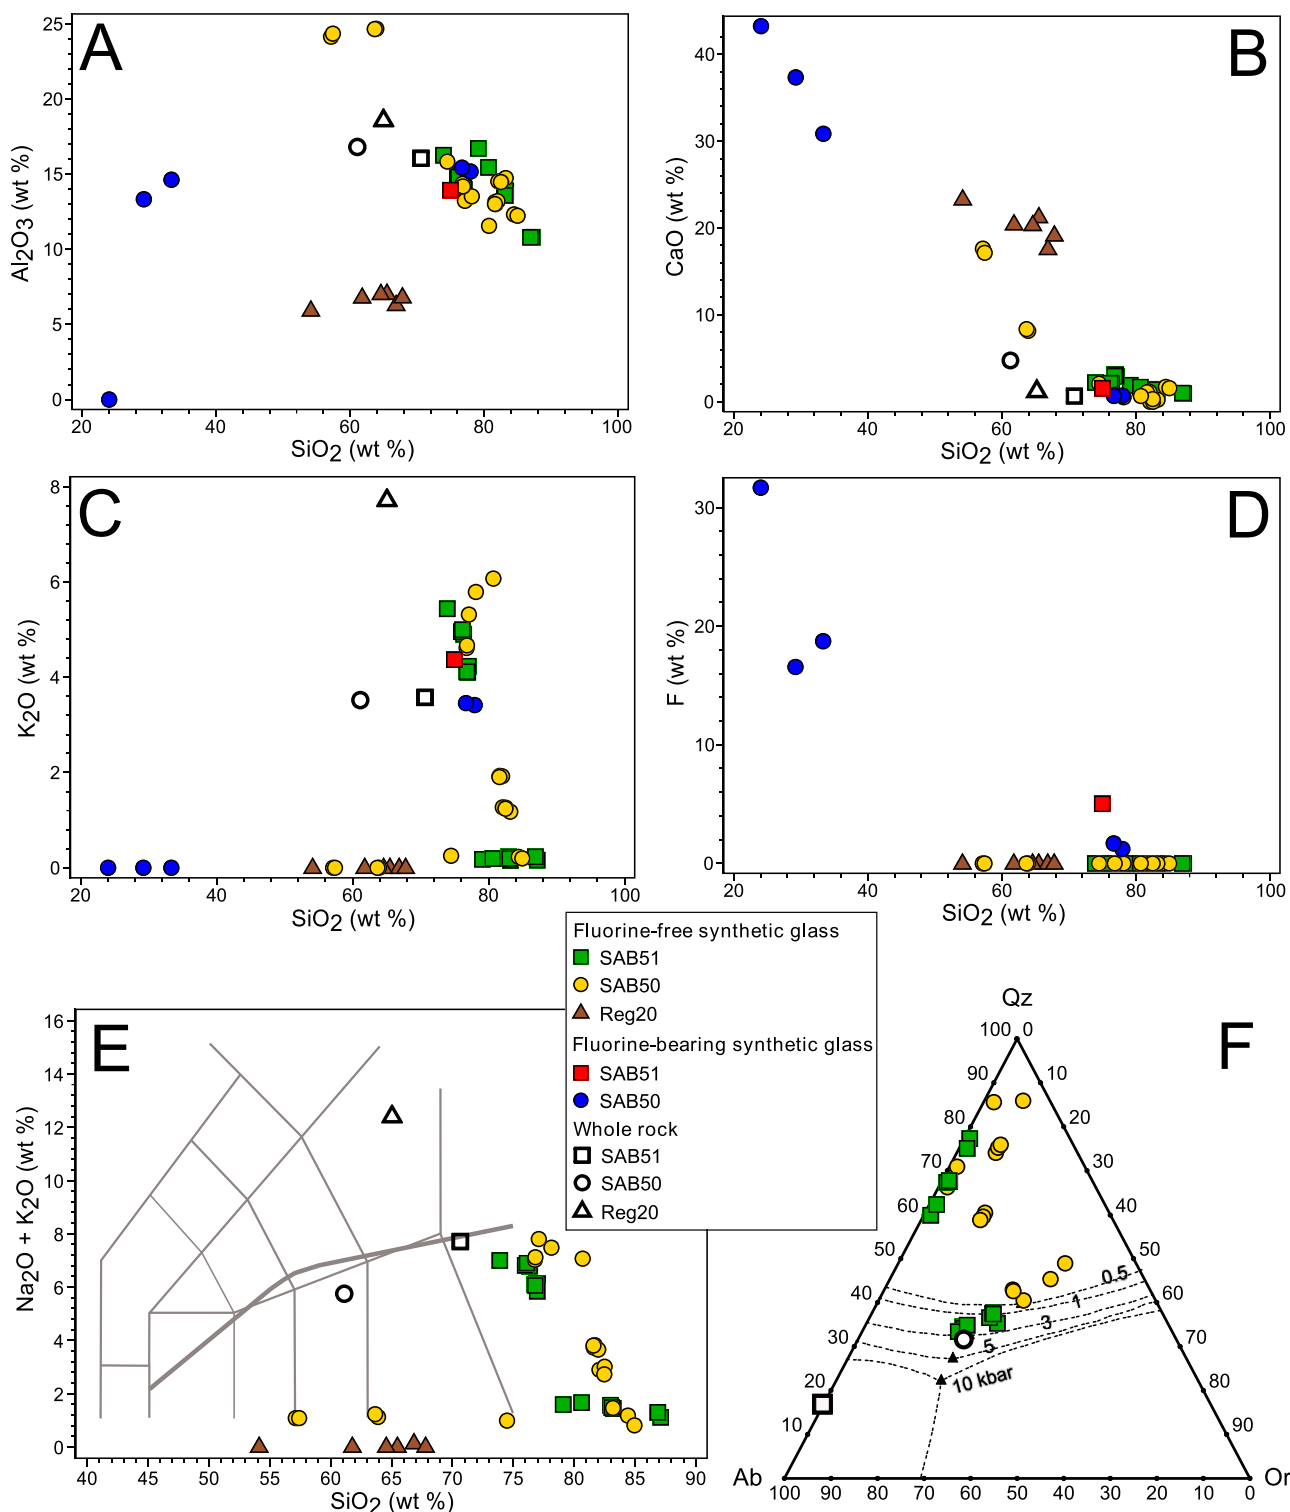 A
25
20
15
10
5
0
Al2O3 (wt %)
20 40 60 80 100
SiO2 (wt %)
B
40
30
20
10
0
CaO (wt %)
20 40 60 80 100
SiO2 (wt %)
C
8
6
4
2
0
K2O (wt %)
20 40 60 80 100
SiO2 (wt %)
D
30
20
10
0
F (wt %)
20 40 60 80 100
SiO2 (wt %)
Fluorine-free synthetic glass
SAB51
SAB50
Reg20
Fluorine-bearing synthetic glass
SAB51
SAB50
Whole rock
SAB51
SAB50
Reg20
E
16
14
12
10
8
6
4
2
0
Na2O + K2O (wt %)
40 45 50 55 60 65 70 75 80 85 90
SiO2 (wt %)
F
Qz
100 0
90 10
80 20
70 30
60 40
50 50
40 60
30 70
20 80
10 90
0.5
1
3
5
10 kbar
Ab Or
100 90 80 70 60 50 40 30 20 10 0